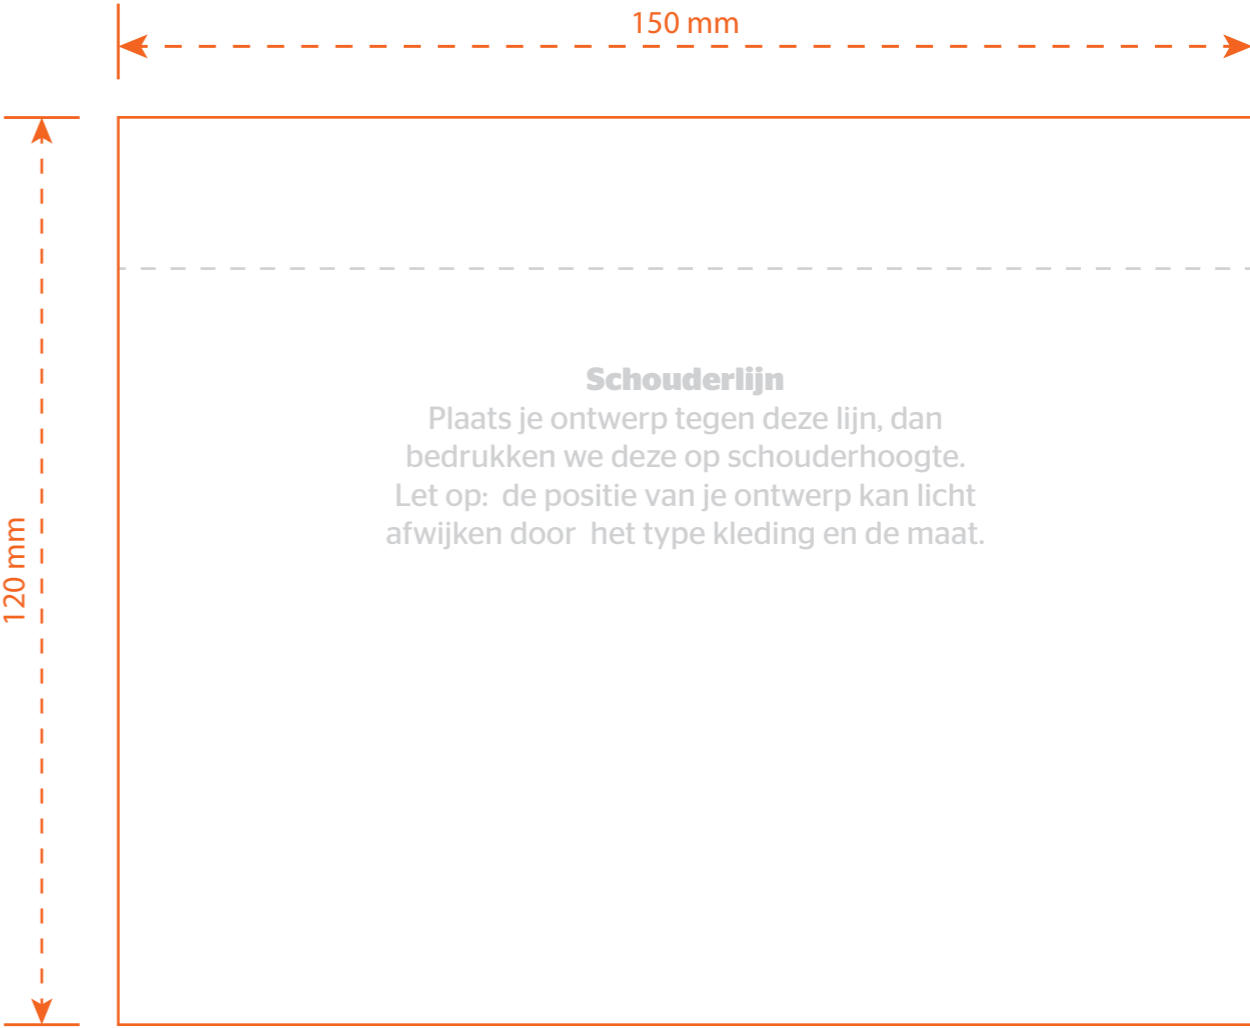 150 mm
120 mm
Schouderlijn
Plaats je ontwerp tegen deze lijn, dan
bedrukken we deze op schouderhoogte.
Let op:  de positie van je ontwerp kan licht
afwijken door  het type kleding en de maat.